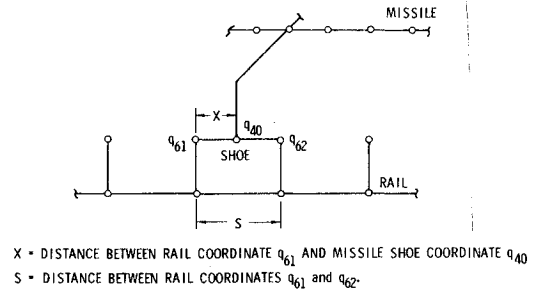 MISSILE
X
q40
q61
q62
SHOE
RAIL
S
X = DISTANCE BETWEEN RAIL COORDINATE q61 AND MISSILE SHOE COORDINATE q40
S = DISTANCE BETWEEN RAIL COORDINATES q61 and q62.